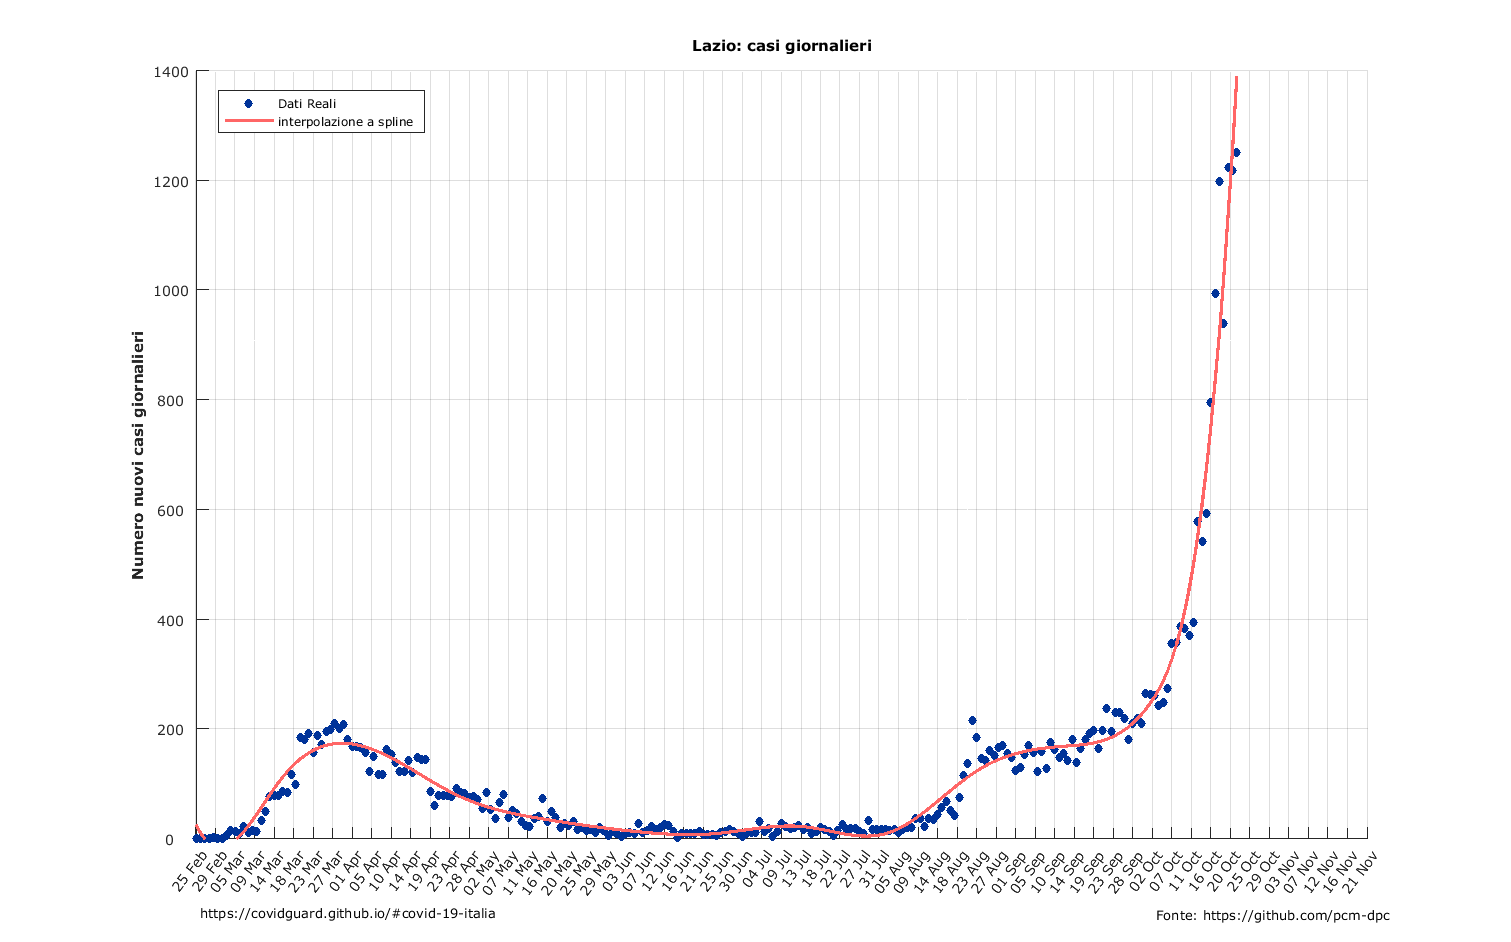 Lazio: casi giornalieri
1400
1200
1000
800
600
400
200
0
Numero nuovi casi giornalieri
Dati Reali
interpolazione a spline
25 Feb
29 Feb
05 Mar
09 Mar
14 Mar
18 Mar
23 Mar
27 Mar
01 Apr
05 Apr
10 Apr
14 Apr
19 Apr
23 Apr
28 Apr
02 May
07 May
11 May
16 May
20 May
25 May
29 May
03 Jun
07 Jun
12 Jun
16 Jun
21 Jun
25 Jun
30 Jun
04 Jul
09 Jul
13 Jul
18 Jul
22 Jul
27 Jul
31 Jul
05 Aug
09 Aug
14 Aug
18 Aug
23 Aug
27 Aug
01 Sep
05 Sep
10 Sep
14 Sep
19 Sep
23 Sep
28 Sep
02 Oct
07 Oct
11 Oct
16 Oct
20 Oct
25 Oct
29 Oct
03 Nov
07 Nov
12 Nov
16 Nov
21 Nov
https://covidguard.github.io/#covid-19-italia
Fonte: https://github.com/pcm-dpc